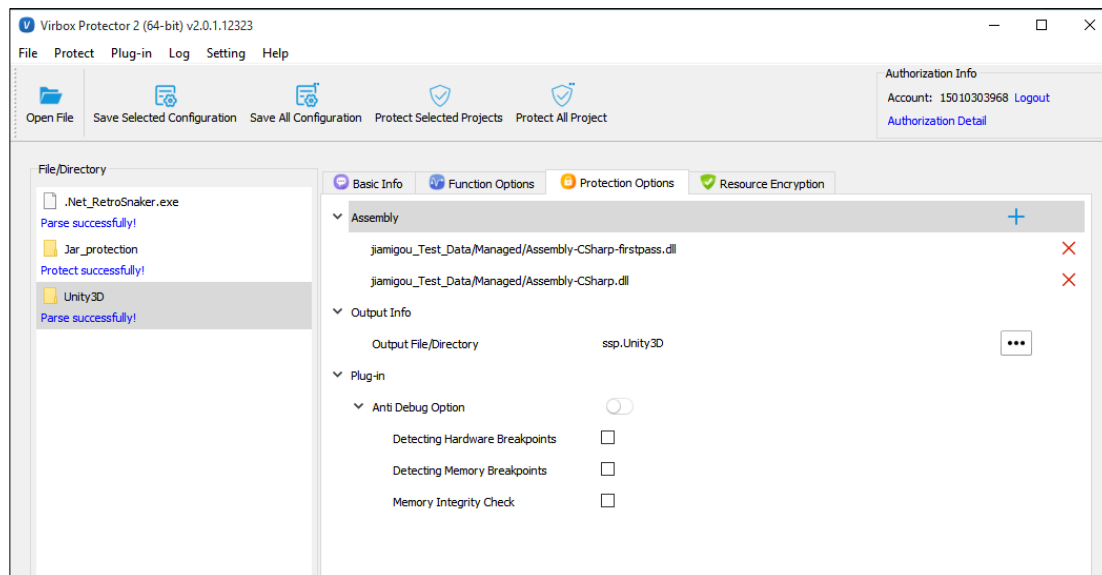 Virbox Protector 2 (64-bit) v2.0.1.12323
File Protect Plug-in Log Setting Help
Open File Save Selected Configuration Save All Configuration Protect Selected Projects Protect All Project
Authorization Info
Account: 15010303968 Logout
Authorization Detail
File/Directory
.Net_RetroSnaker.exe
Parse successfully!
Jar_protection
Protect successfully!
Unity3D
Parse successfully!
Basic Info Function Options Protection Options Resource Encryption
Assembly
jiamigou_Test_Data/Managed/Assembly-CSharp-firstpass.dll
jiamigou_Test_Data/Managed/Assembly-CSharp.dll
Output Info
Output File/Directory ssp.Unity3D
Plug-in
Anti Debug Option
Detecting Hardware Breakpoints
Detecting Memory Breakpoints
Memory Integrity Check